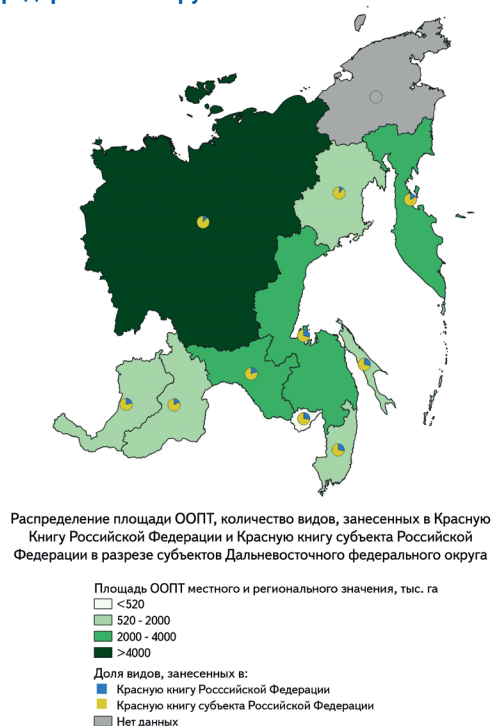 Распределение площади ООПТ, количество видов, занесенных в Красную
Книгу Российской Федерации и Красную книгу субъекта Российской
Федерации в разрезе субъектов Дальневосточного федерального округа
Площадь ООПТ местного и регионального значения, тыс. га
<520
520 - 2000
2000 - 4000
>4000
Доля видов, занесенных в:
Красную книгу Росссийской Федерации
Красную книгу субъекта Российской Федерации
Нет данных